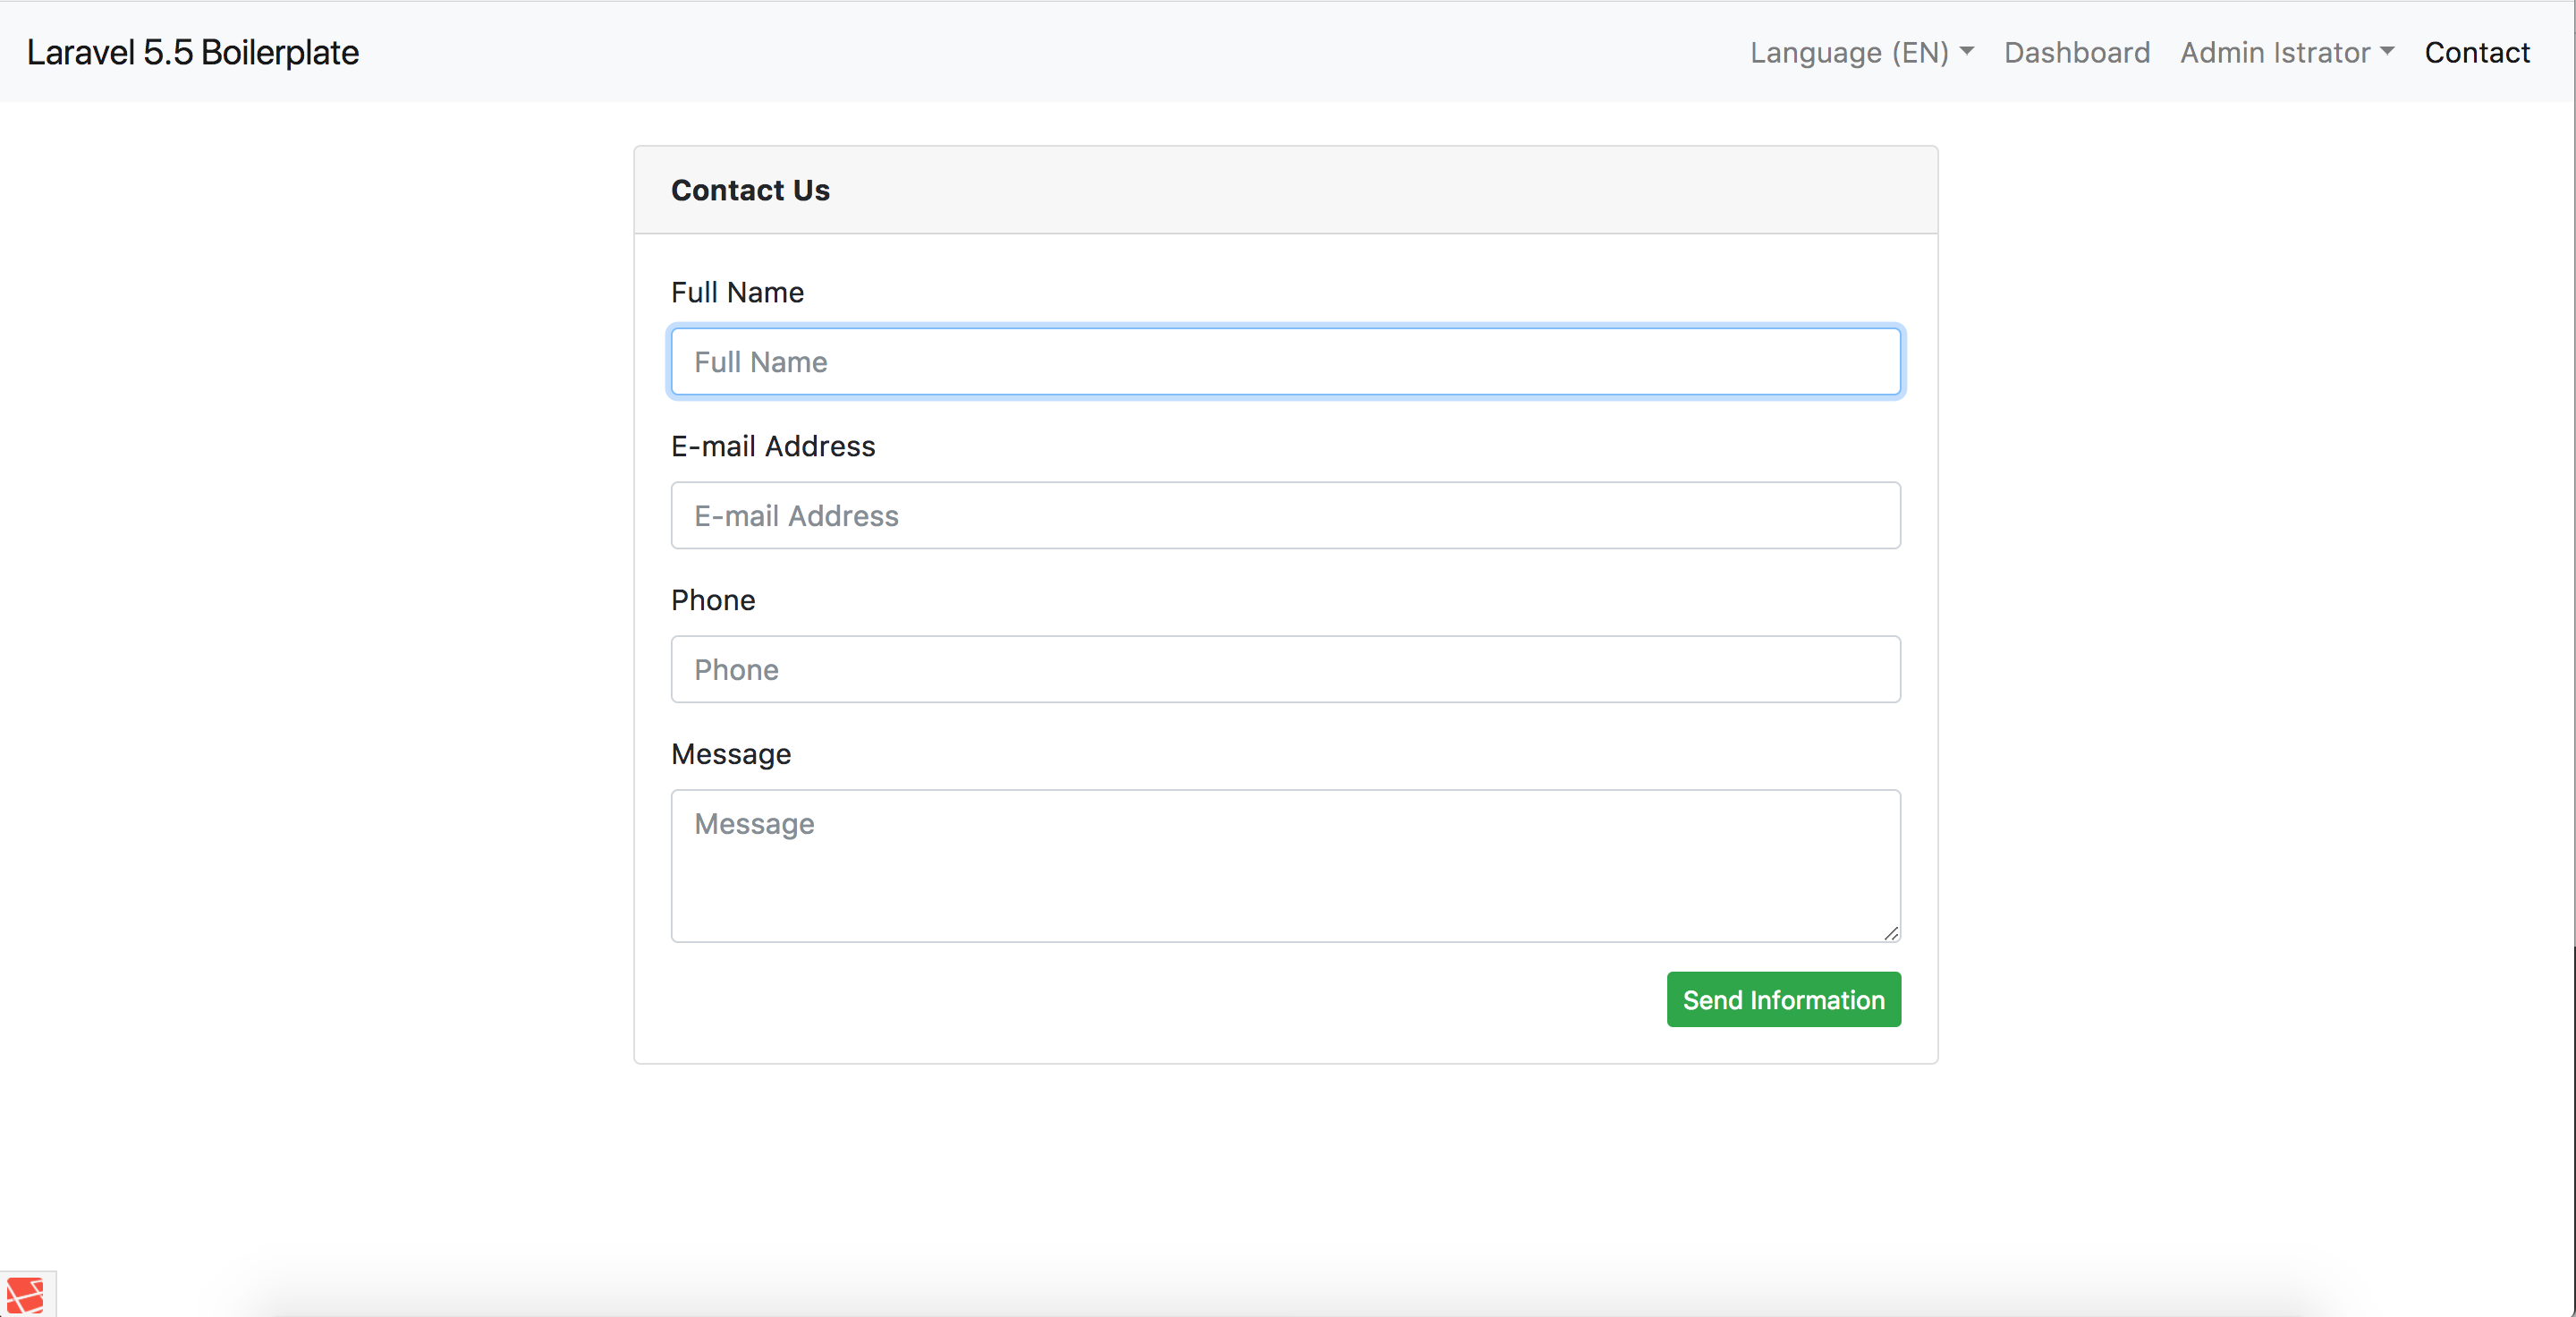 Laravel 5.5 Boilerplate
Language (EN) Dashboard Admin Istrator Contact
Contact Us
Full Name
Full Name
E-mail Address
E-mail Address
Phone
Phone
Message
Message
Send Information